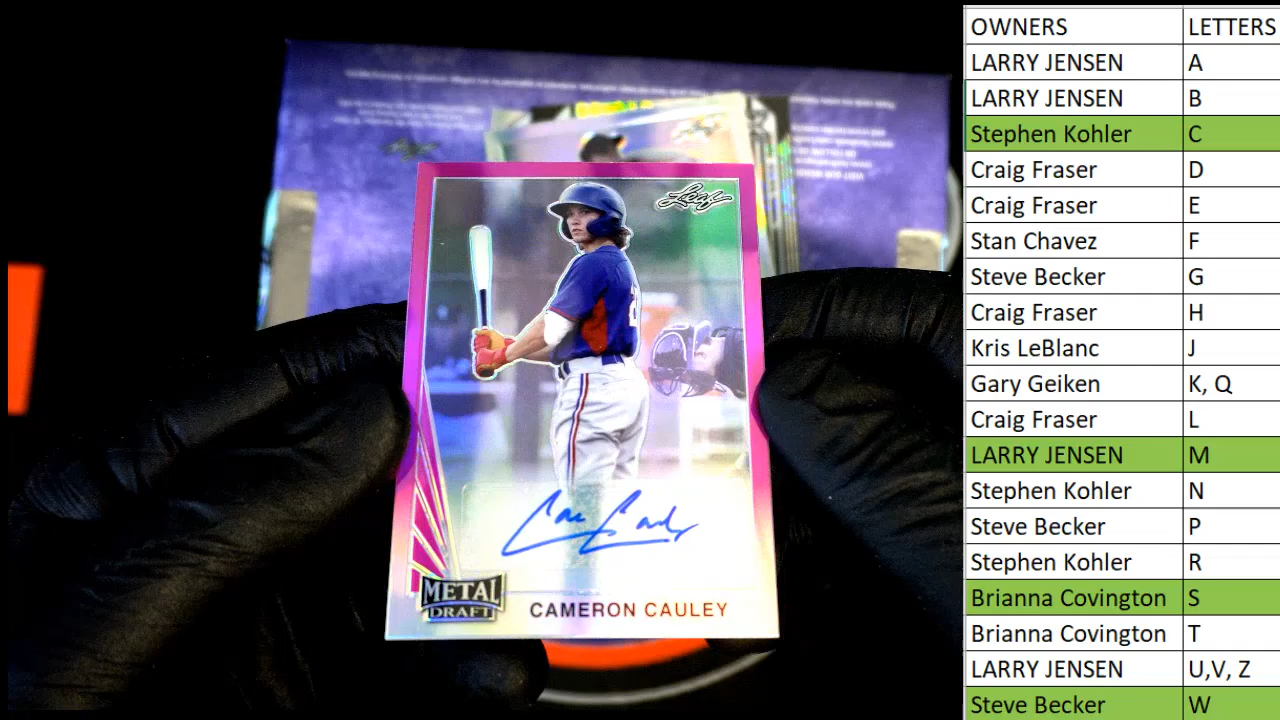 Leaf
METAL
DRAFT
CAMERON CAULEY
OWNERS LETTERS
LARRY JENSEN A
LARRY JENSEN B
Stephen Kohler C
Craig Fraser D
Craig Fraser E
Stan Chavez F
Steve Becker G
Craig Fraser H
Kris LeBlanc J
Gary Geiken K, Q
Craig Fraser L
LARRY JENSEN M
Stephen Kohler N
Steve Becker P
Stephen Kohler R
Brianna Covington S
Brianna Covington T
LARRY JENSEN U,V, Z
Steve Becker W